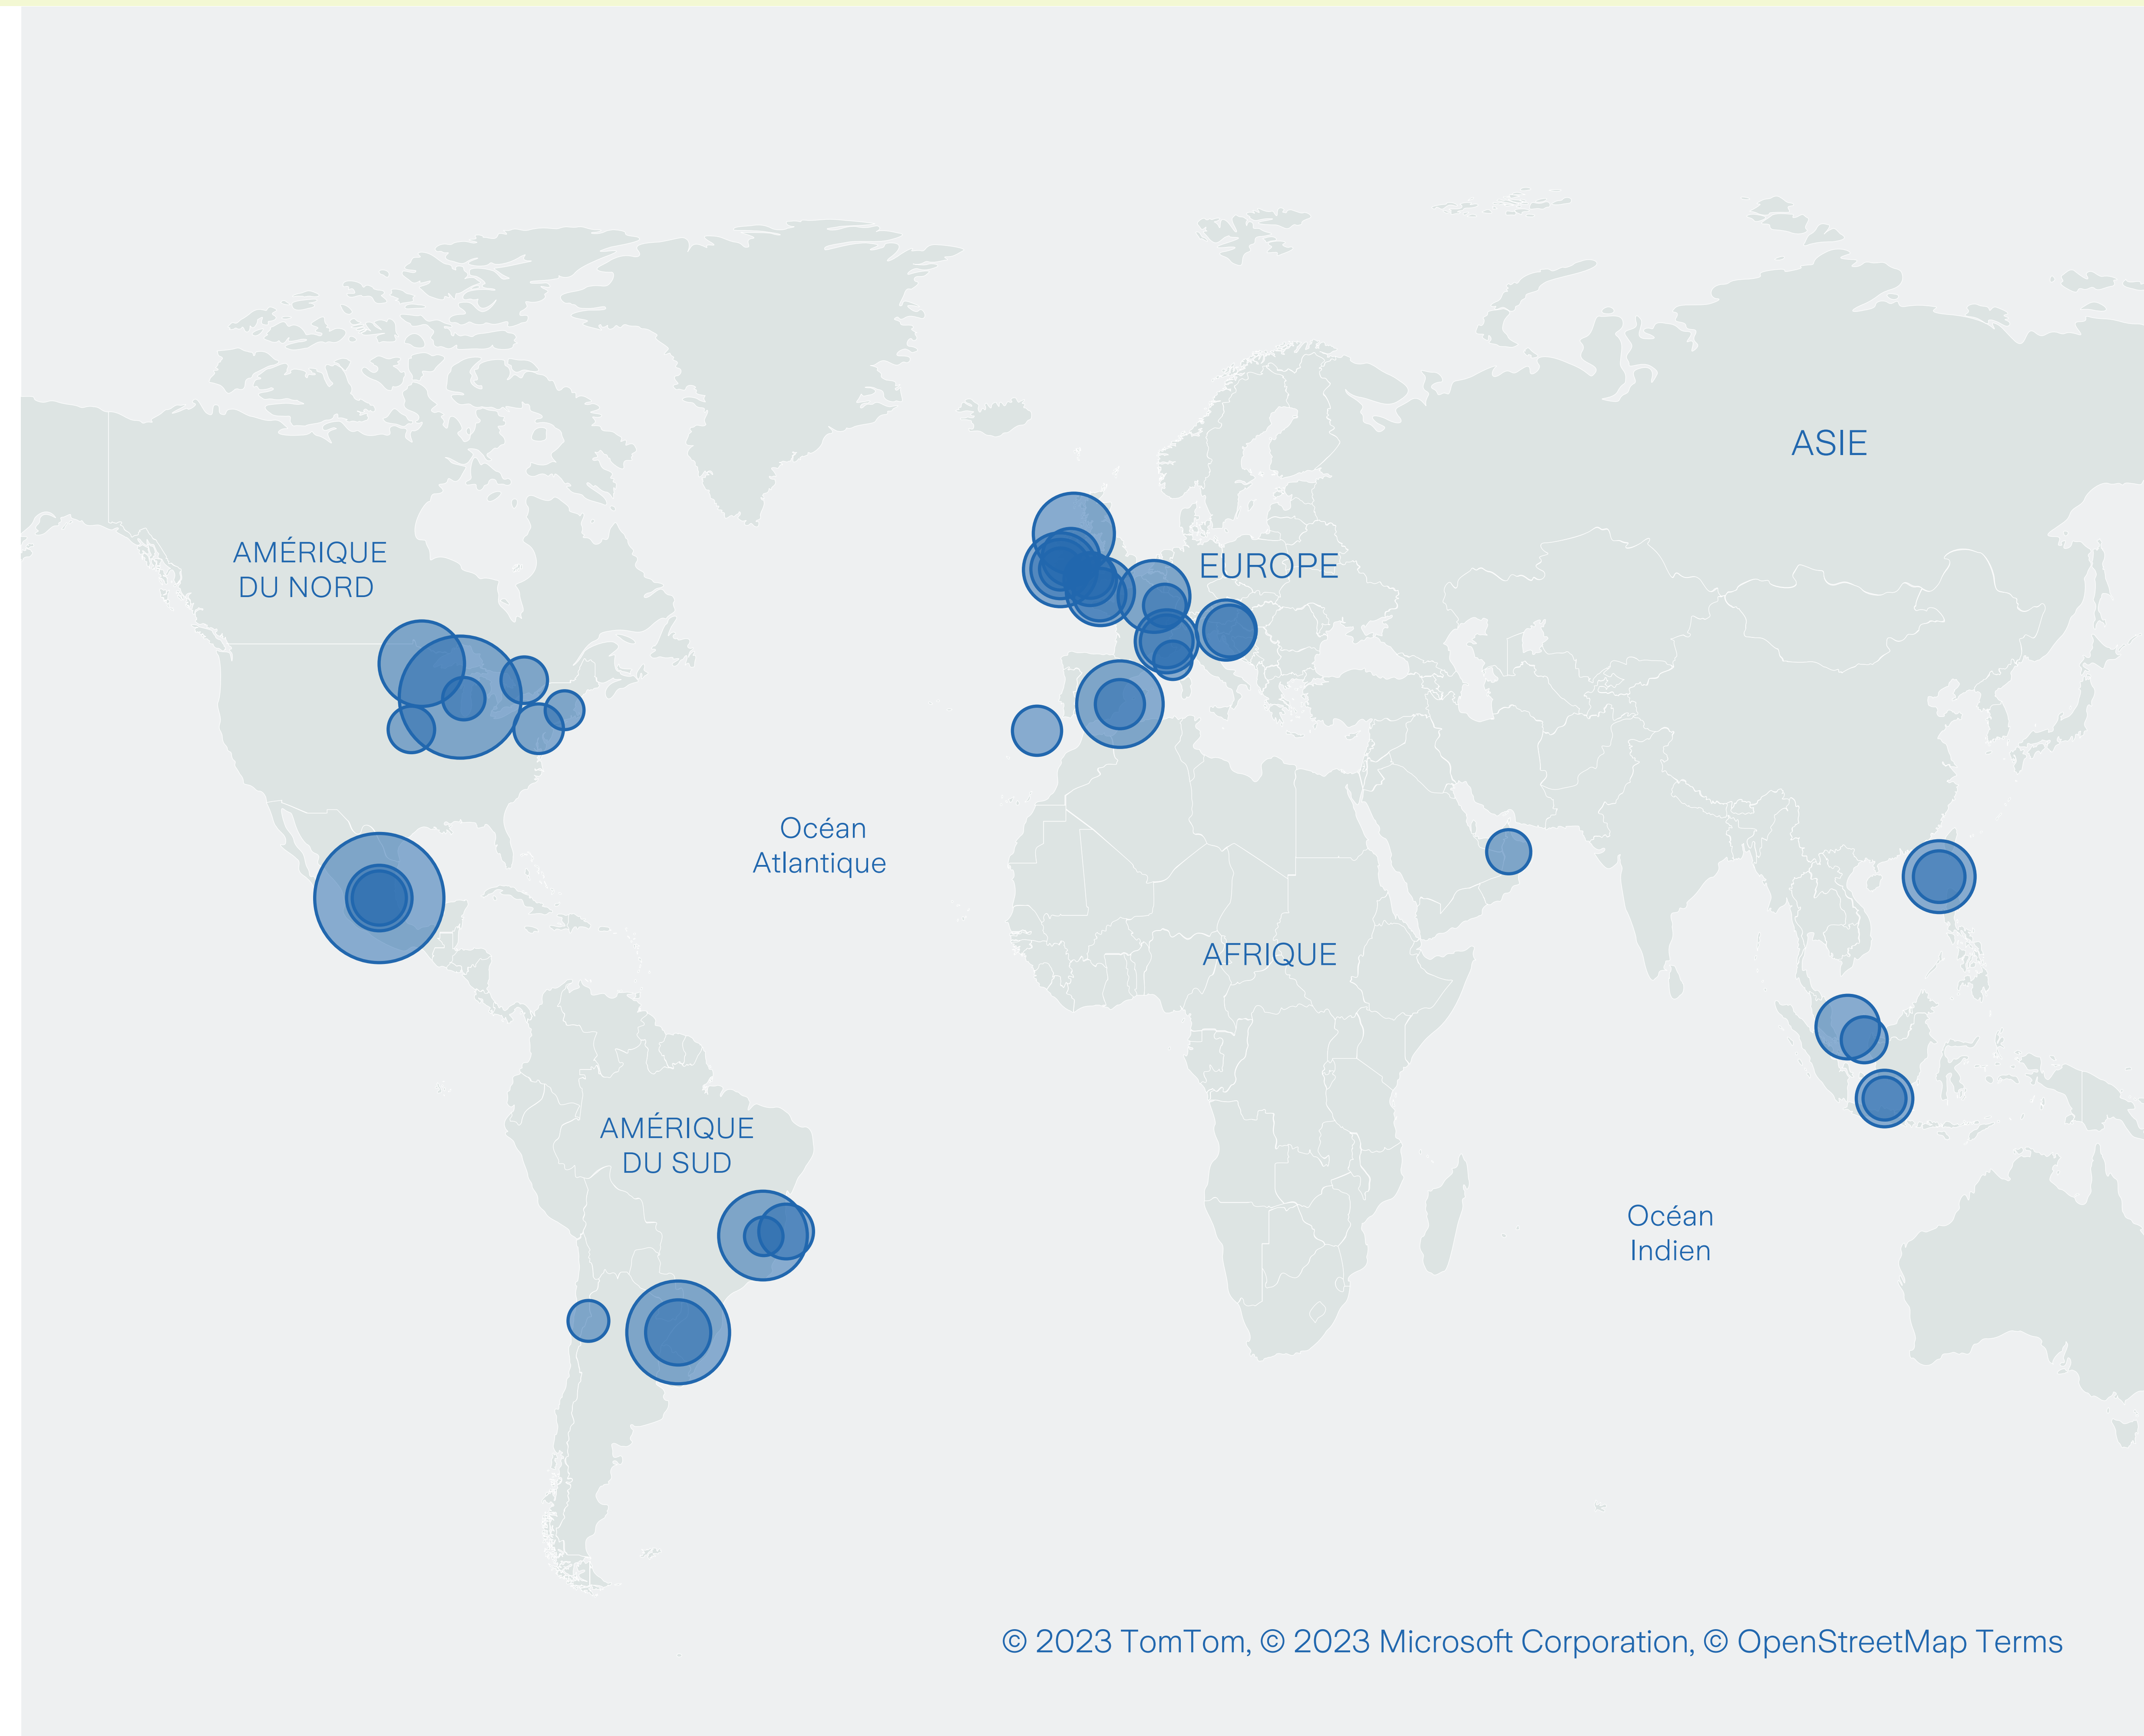 ASIE
AMÉRIQUE
DU NORD
EUROPE
Océan
Atlantique
AFRIQUE
AMÉRIQUE
DU SUD
Océan
Indien
© 2023 TomTom, © 2023 Microsoft Corporation, © OpenStreetMap Terms